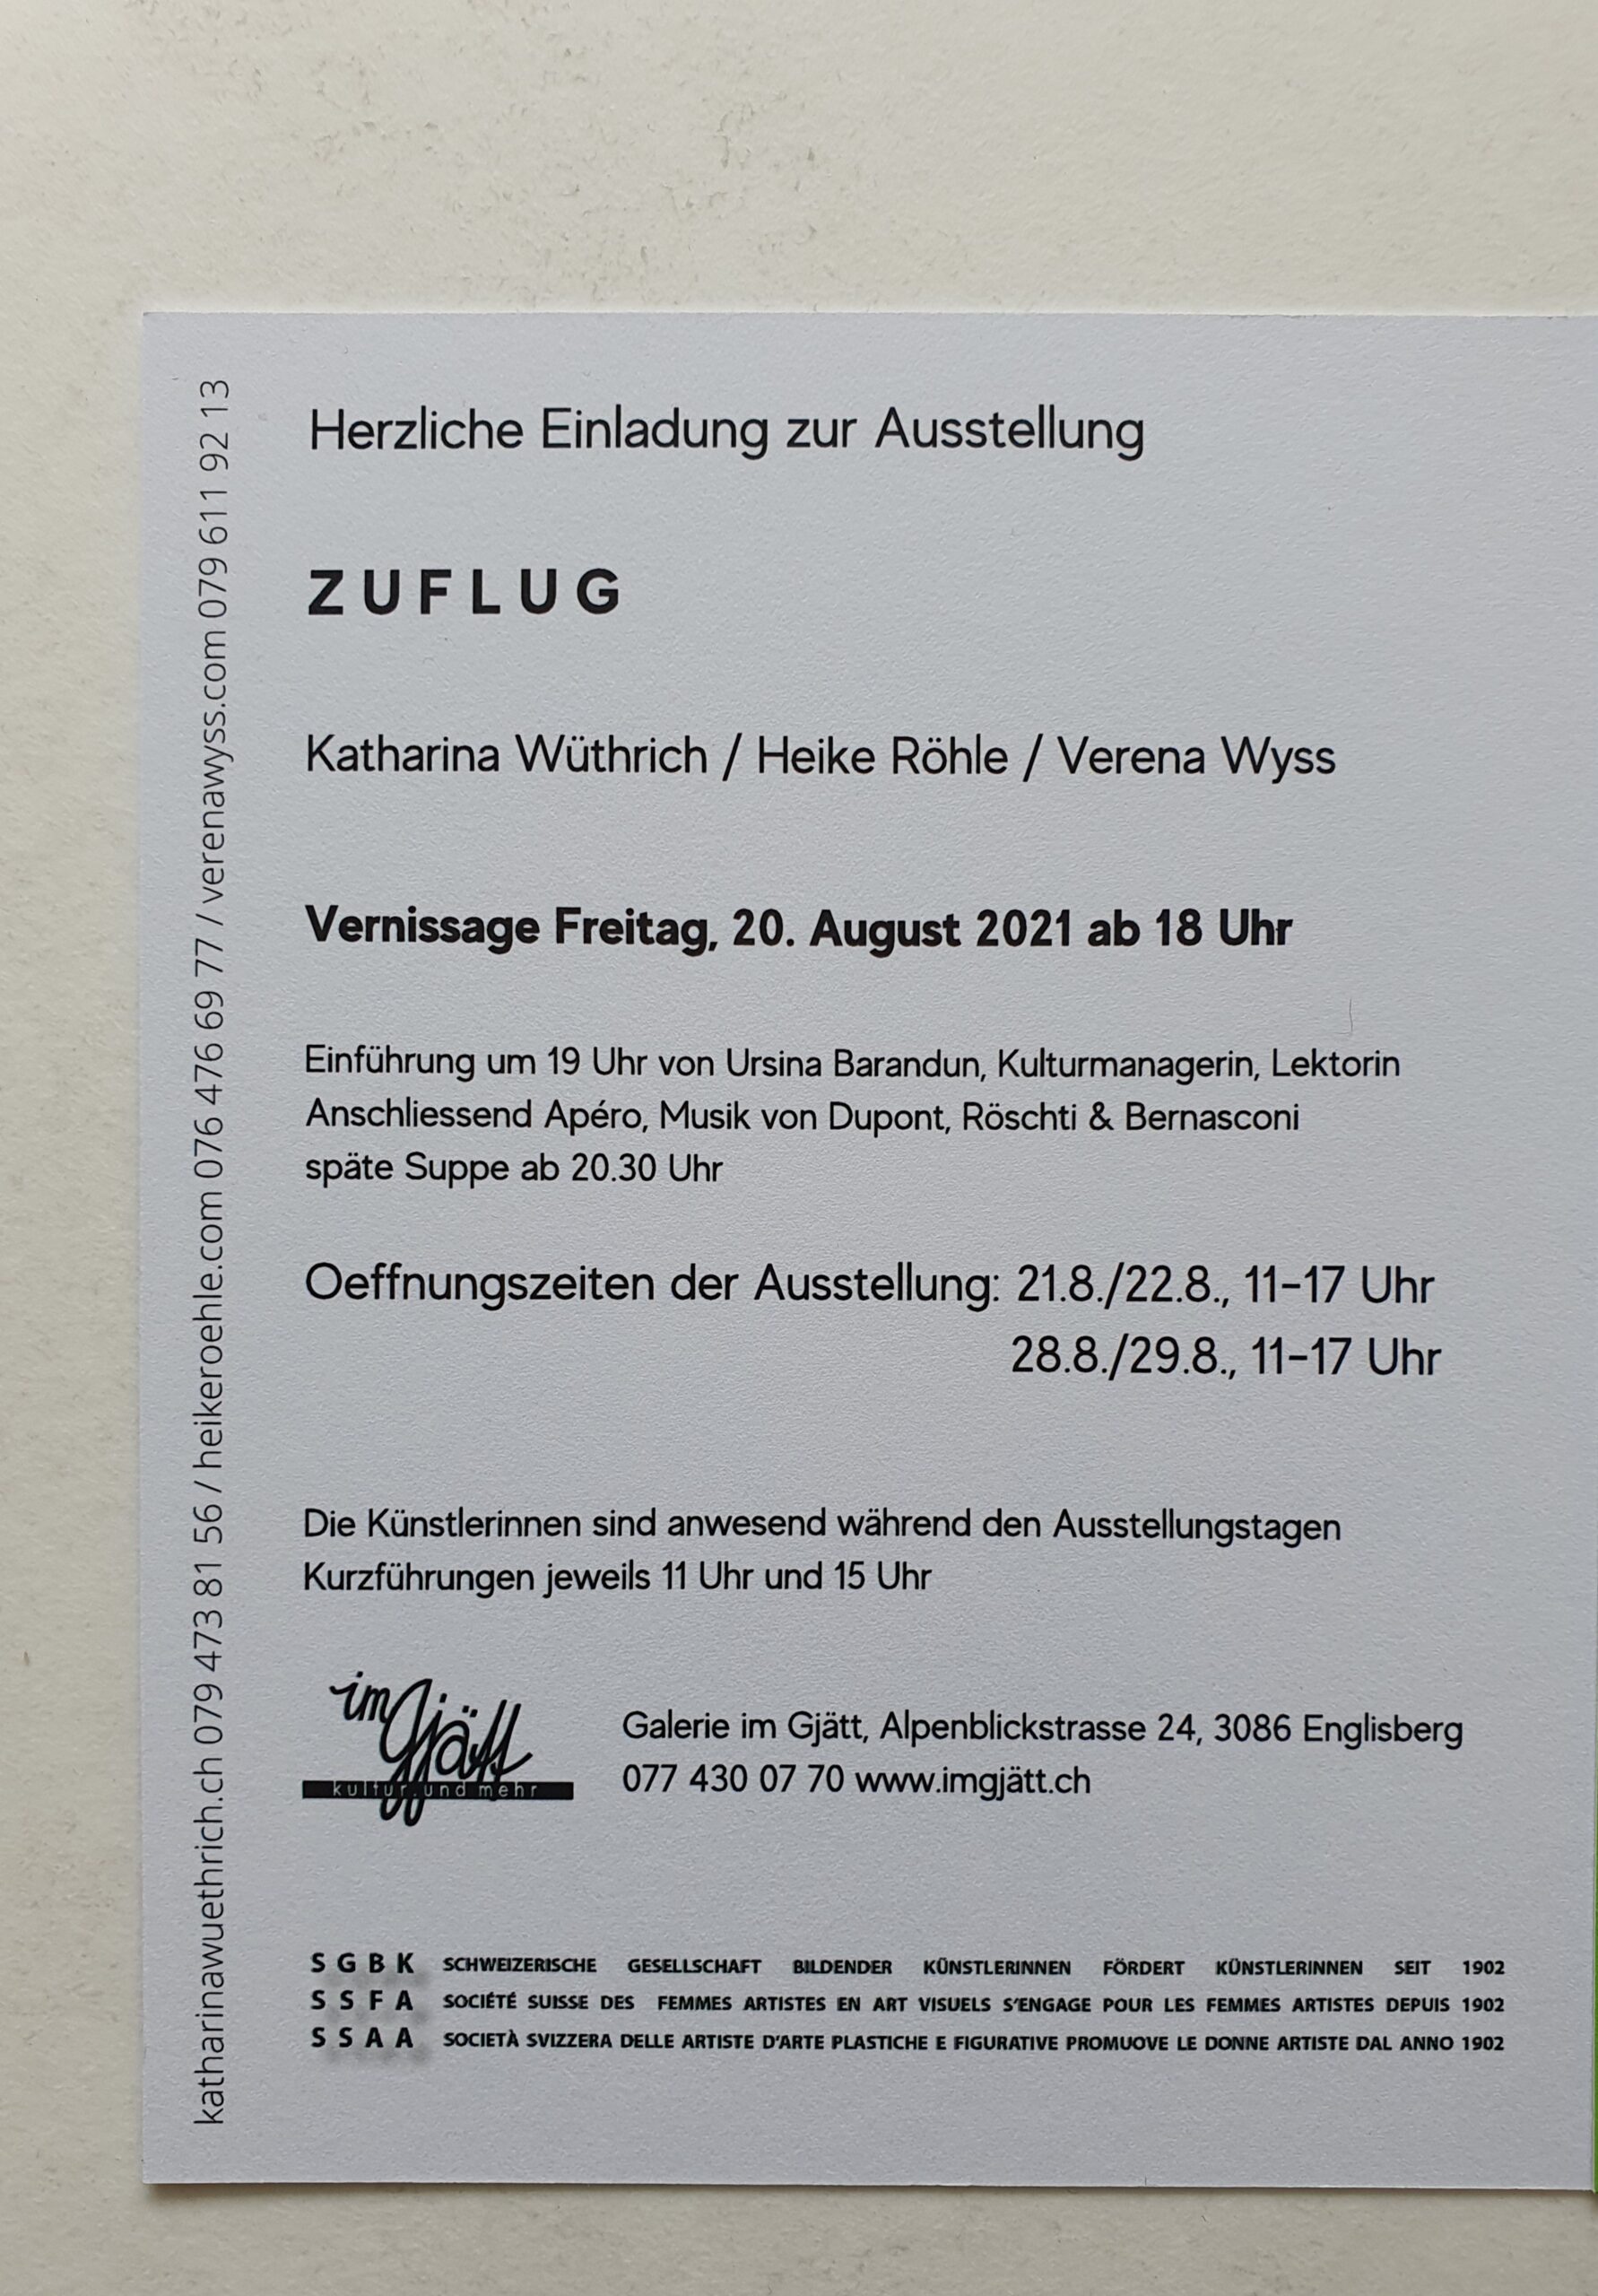 Herzliche Einladung zur Ausstellung
ZUFLUG
Katharina Wüthrich / Heike Röhle / Verena Wyss
Vernissage Freitag, 20. August 2021 ab 18 Uhr
Einführung um 19 Uhr von Ursina Barandun, Kulturmanagerin, Lektorin
Anschliessend Apéro, Musik von Dupont, Röschti & Bernasconi
späte Suppe ab 20.30 Uhr
Oeffnungszeiten der Ausstellung: 21.8./22.8., 11–17 Uhr
28.8./29.8., 11–17 Uhr
Die Künstlerinnen sind anwesend während den Ausstellungstagen
Kurzführungen jeweils 11 Uhr und 15 Uhr
im Gjätt
kultur und mehr
Galerie im Gjätt, Alpenblickstrasse 24, 3086 Englisberg
077 430 07 70 www.imgjätt.ch
SGBK SCHWEIZERISCHE GESELLSCHAFT BILDENDER KÜNSTLERINNEN FÖRDERT KÜNSTLERINNEN SEIT 1902
SSFA SOCIÉTÉ SUISSE DES FEMMES ARTISTES EN ART VISUELS S'ENGAGE POUR LES FEMMES ARTISTES DEPUIS 1902
SSAA SOCIETÀ SVIZZERA DELLE ARTISTE D'ARTE PLASTICHE E FIGURATIVE PROMUOVE LE DONNE ARTISTE DAL ANNO 1902
katharinawuethrich.ch 079 473 81 56 / heikeroehle.com 076 476 69 77 / verenawyss.com 079 611 92 13